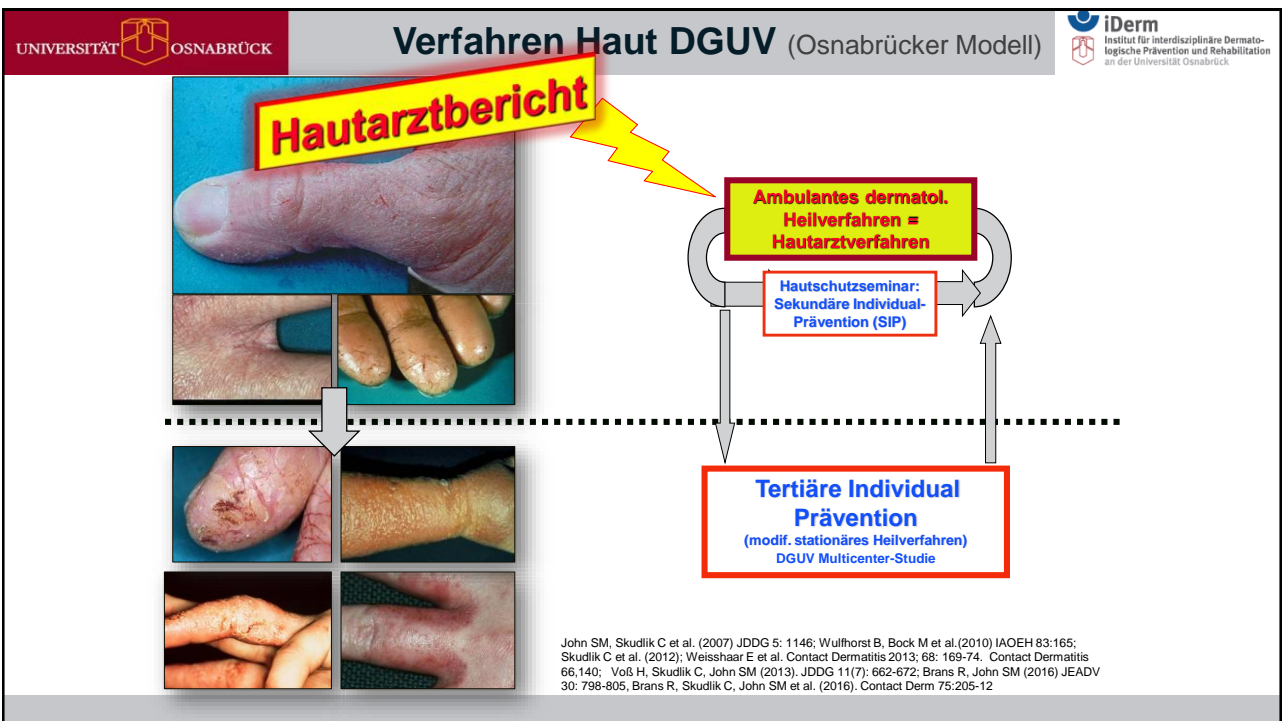 UNIVERSITÄT OSNABRÜCK
Verfahren Haut DGUV (Osnabrücker Modell)
iDerm
Institut für interdisziplinäre Dermato-
logische Prävention und Rehabilitation
an der Universität Osnabrück
Hautarztbericht
Ambulantes dermatol.
Heilverfahren =
Hautarztverfahren
Hautschutzseminar:
Sekundäre Individual-
Prävention (SIP)
Tertiäre Individual
Prävention
(modif. stationäres Heilverfahren)
DGUV Multicenter-Studie
John SM, Skudlik C et al. (2007) JDDG 5: 1146; Wulfhorst B, Bock M et al.(2010) IAOEH 83:165;
Skudlik C et al. (2012); Weisshaar E et al. Contact Dermatitis 2013; 68: 169-74. Contact Dermatitis
66,140; Voß H, Skudlik C, John SM (2013). JDDG 11(7): 662-672; Brans R, John SM (2016) JEADV
30: 798-805, Brans R, Skudlik C, John SM et al. (2016). Contact Derm 75:205-12